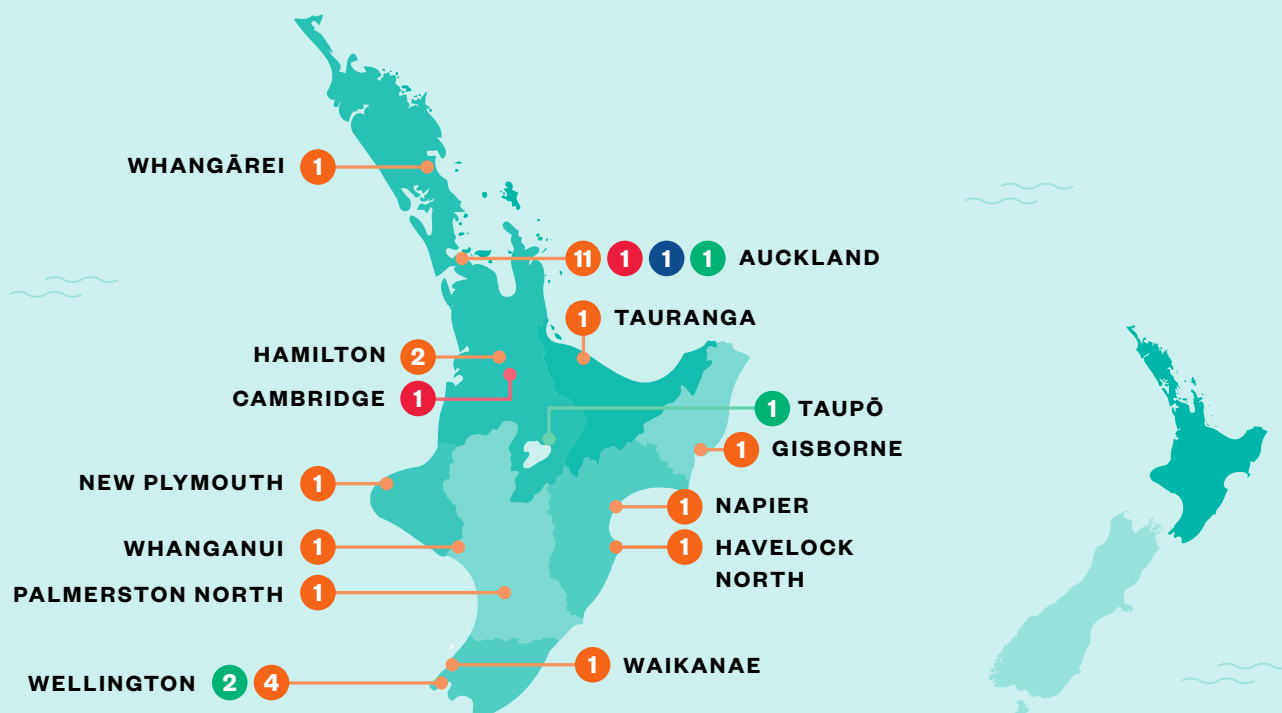 WHANGĀREI 1
11 1 1 1 AUCKLAND
1 TAURANGA
HAMILTON 2
CAMBRIDGE 1
1 TAUPŌ
1 GISBORNE
NEW PLYMOUTH 1
1 NAPIER
WHANGANUI 1
1 HAVELOCK
NORTH
PALMERSTON NORTH 1
1 WAIKANAE
WELLINGTON 2 4